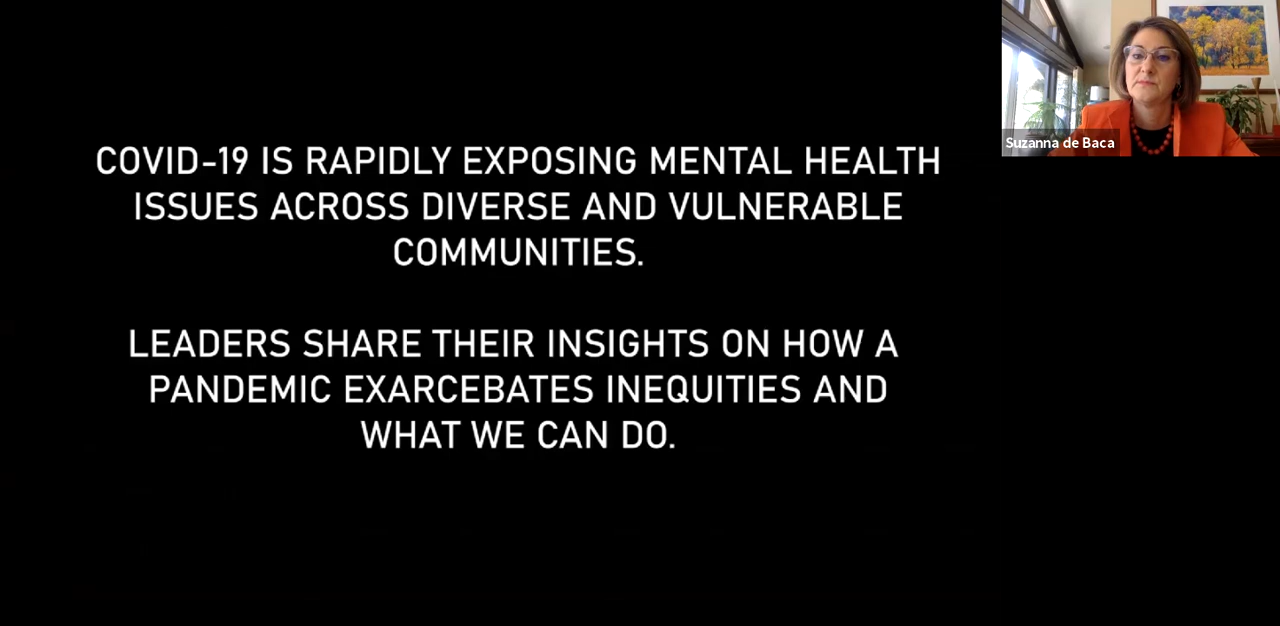 COVID-19 IS RAPIDLY EXPOSING MENTAL HEALTH
ISSUES ACROSS DIVERSE AND VULNERABLE
COMMUNITIES.
LEADERS SHARE THEIR INSIGHTS ON HOW A
PANDEMIC EXARCEBATES INEQUITIES AND
WHAT WE CAN DO.
Suzanna de Baca